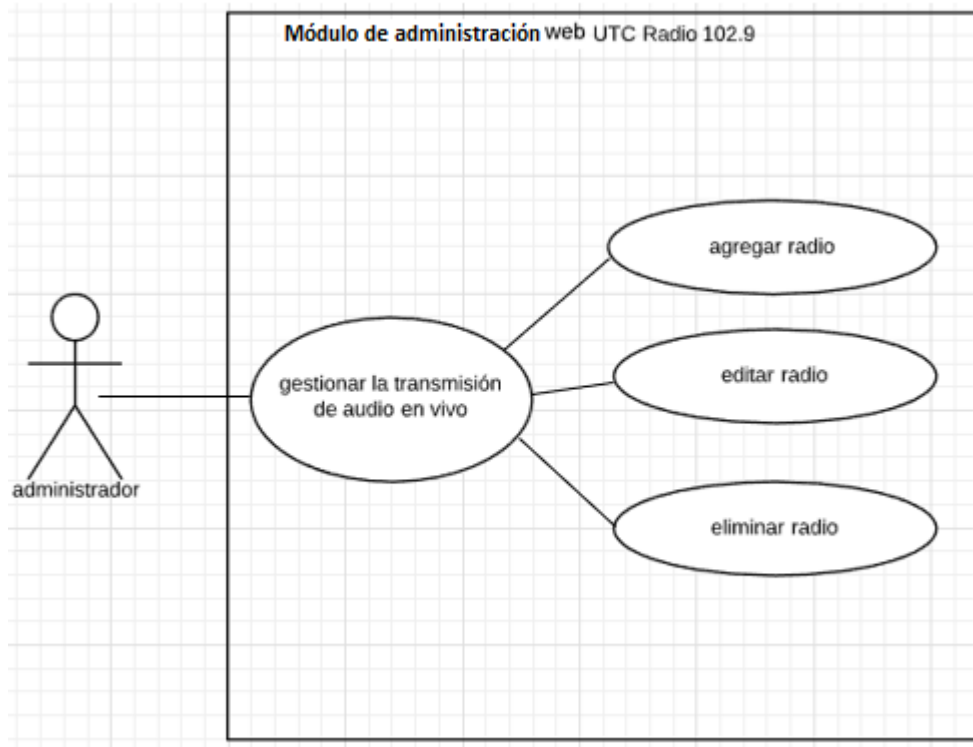 Módulo de administración web UTC Radio 102.9
agregar radio
editar radio
gestionar la transmisión
de audio en vivo
administrador
eliminar radio